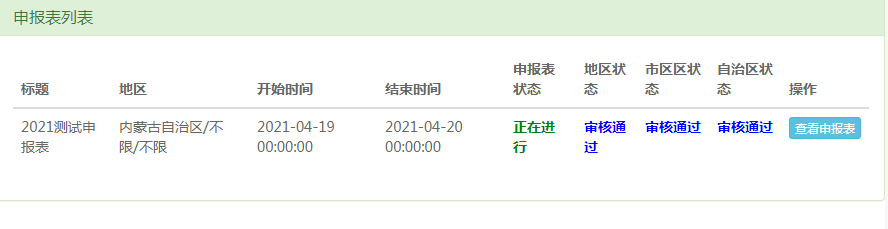 申报表列表
标题
地区
开始时间
结束时间
申报表
状态
地区状
态
市区区状
态
自治区状
态
操作
2021测试申
报表
内蒙古自治区/不
限/不限
2021-04-19
00:00:00
2021-04-20
00:00:00
正在进
行
审核通
过
审核通过
审核通过
查看申报表